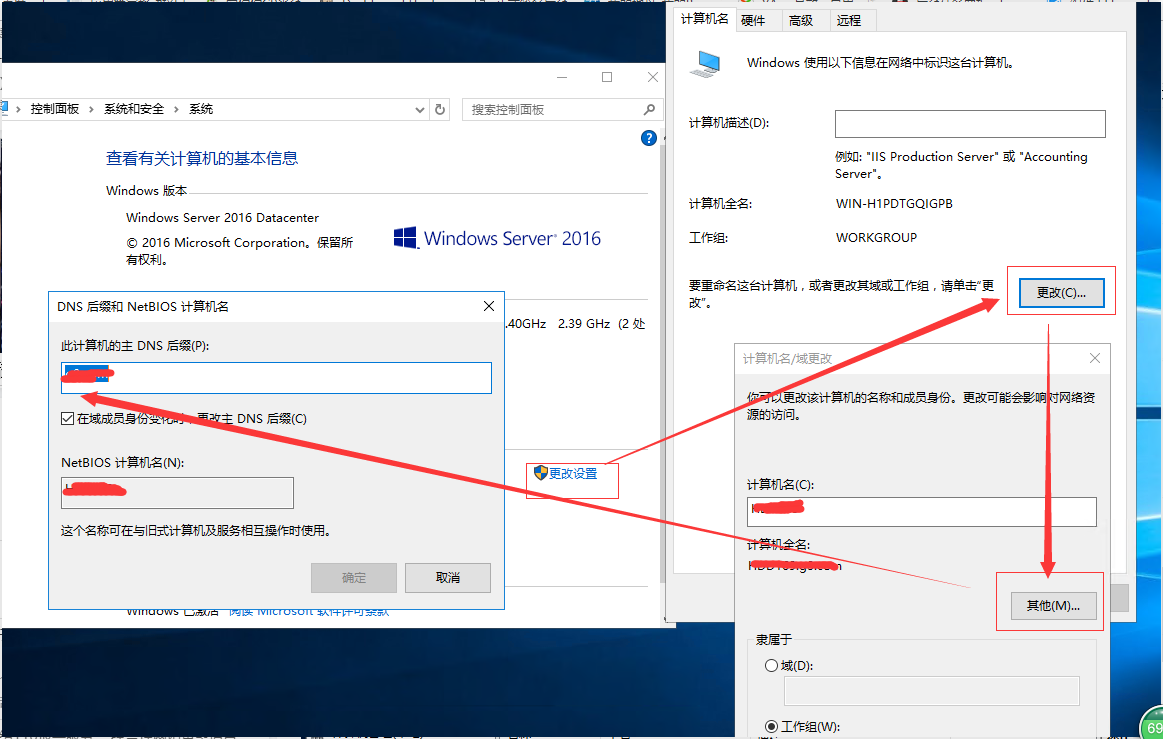 控制面板 > 系统和安全 > 系统
搜索控制面板
查看有关计算机的基本信息
Windows 版本
Windows Server 2016 Datacenter
© 2016 Microsoft Corporation。保留所
有权利。
Windows Server 2016
.40GHz 2.39 GHz (2 处
更改设置
Windows 已激活 阅读 Microsoft 软件许可条款
DNS 后缀和 NetBIOS 计算机名
此计算机的主 DNS 后缀(P):
在域成员身份变化时，更改主 DNS 后缀(C)
NetBIOS 计算机名(N):
这个名称可在与旧式计算机及服务相互操作时使用。
确定 取消
计算机名 硬件 高级 远程
Windows 使用以下信息在网络中标识这台计算机。
计算机描述(D):
例如: "IIS Production Server" 或 "Accounting
Server"。
计算机全名: WIN-H1PDTGQIGPB
工作组: WORKGROUP
要重命名这台计算机，或者更改其域或工作组，请单击"更
改"。
更改(C)...
计算机名/域更改
你可以更改该计算机的名称和成员身份。更改可能会影响对网络资
源的访问。
计算机名(C):
计算机全名:
其他(M)...
隶属于
域(D):
工作组(W):
69